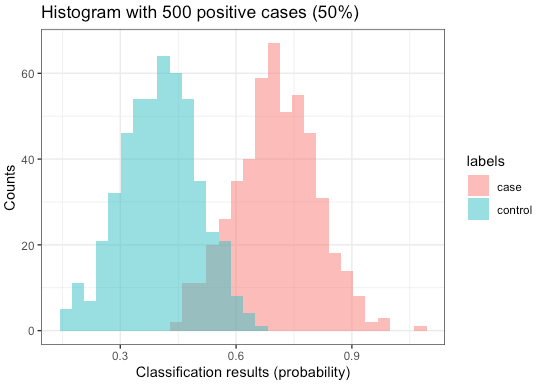 Histogram with 500 positive cases (50%)
Counts
60
40
20
0
0.3 0.6 0.9
Classification results (probability)
labels
case
control